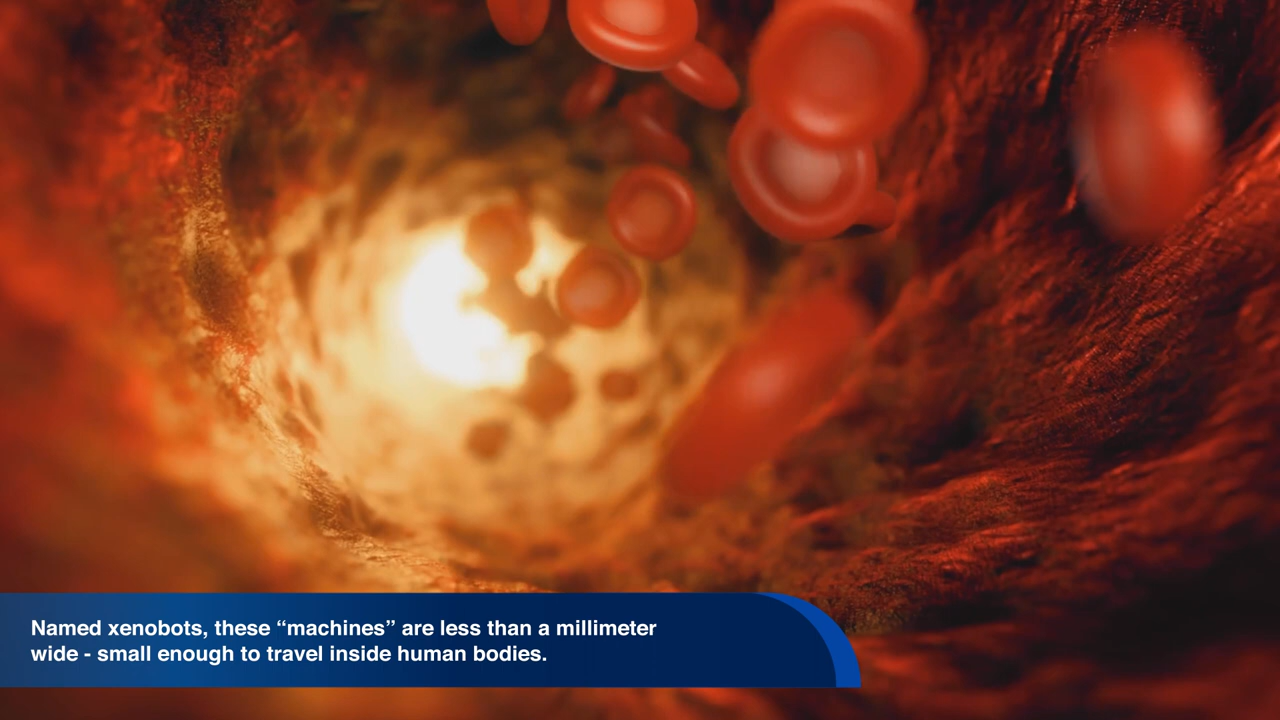 Named xenobots, these “machines” are less than a millimeter
wide - small enough to travel inside human bodies.